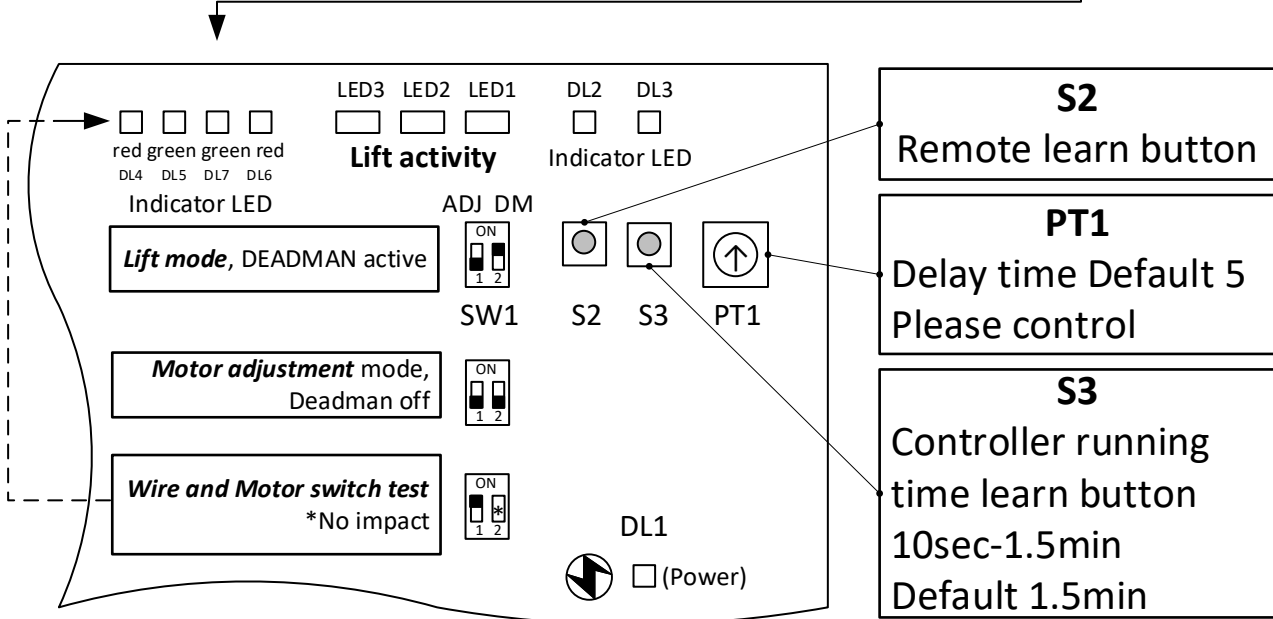 LED3 LED2 LED1 DL2 DL3
red green green red
DL4 DL5 DL7 DL6
Indicator LED
Lift activity
Indicator LED
ADJ DM
Lift mode, DEADMAN active
ON
1 2
SW1 S2 S3 PT1
Motor adjustment mode,
Deadman off
ON
1 2
Wire and Motor switch test
*No impact
ON
*
1 2
DL1
(Power)
S2
Remote learn button
PT1
Delay time Default 5
Please control
S3
Controller running
time learn button
10sec-1.5min
Default 1.5min